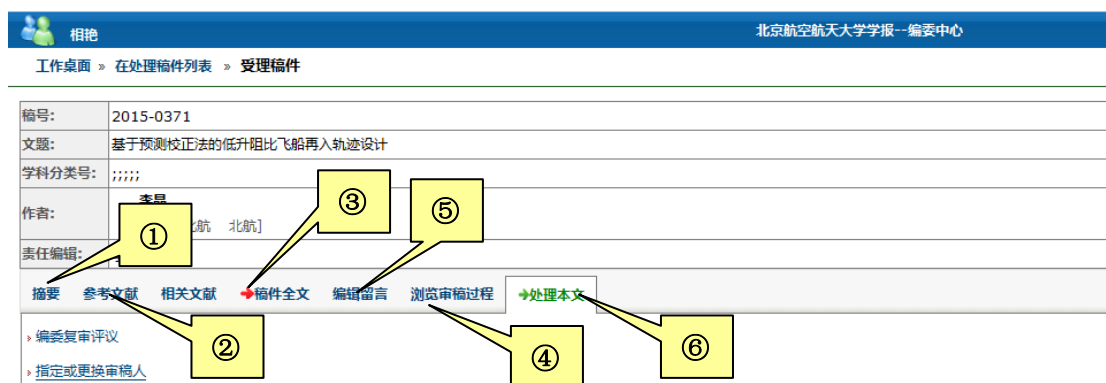 相艳
北京航空航天大学学报--编委中心
工作桌面 » 在处理稿件列表 » 受理稿件
稿号: 2015-0371
文题: 基于预测校正法的低升阻比飞船再入轨迹设计
学科分类号: ;;;;;
③
⑤
作者:
北航 北航]
①
责任编辑:
摘要 参考文献 相关文献 稿件全文 编辑留言 浏览审稿过程 处理本文
编委复审评议
②
④
⑥
指定或更换审稿人